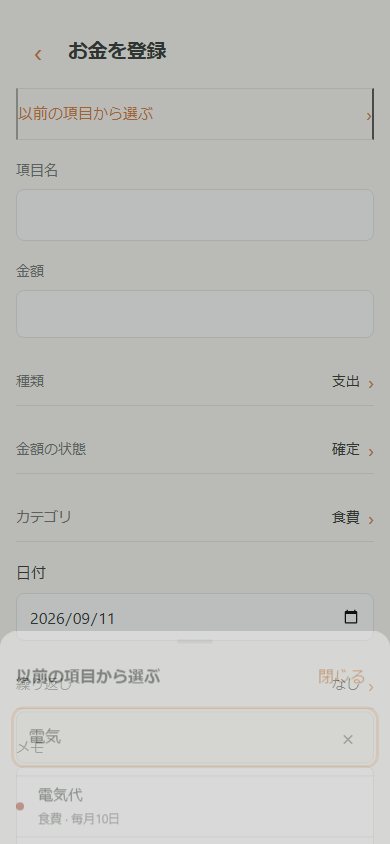 お金を登録
以前の項目から選ぶ
項目名
金額
種類 支出
金額の状態 確定
カテゴリ 食費
日付
2026/09/11
以前の項目から選ぶ 閉じる
繰り返し なし
電気
メモ
電気代
食費 · 毎月10日